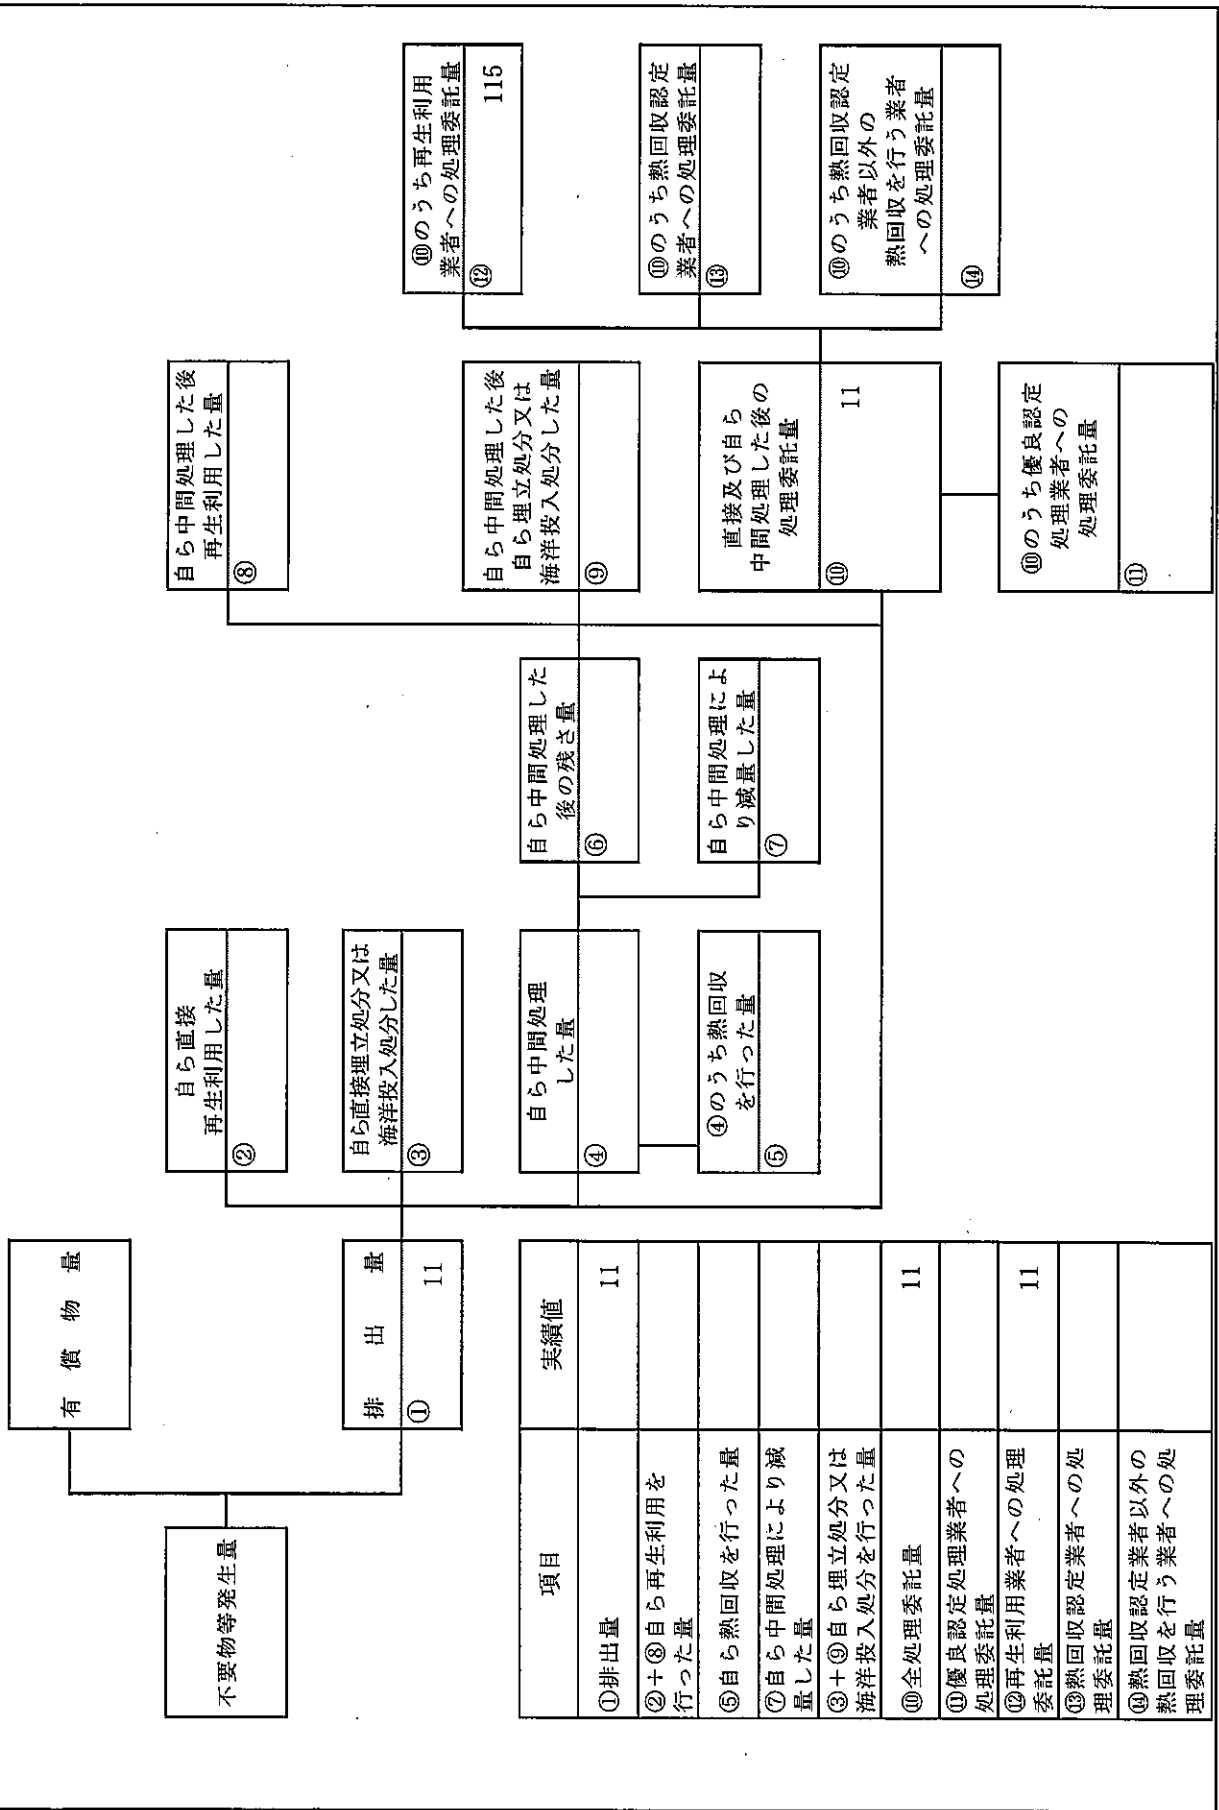 有償物量
不要物等発生量
排出量
① 11
自ら直接
再生利用した量
②
自ら直接埋立処分又は
海洋投入処分した量
③
自ら中間処理
した量
④
④のうち熱回収
を行った量
⑤
自ら中間処理した
後の残さ量
⑥
自ら中間処理によ
り減量した量
⑦
自ら中間処理した後
再生利用した量
⑧
自ら中間処理した後
自ら埋立処分又は
海洋投入処分した量
⑨
直接及び自ら
中間処理した後の
処理委託量
⑩ 11
⑩のうち優良認定
処理業者への
処理委託量
⑪
⑩のうち再生利用
業者への処理委託量
⑫ 115
⑩のうち熱回収認定
業者への処理委託量
⑬
⑩のうち熱回収認定
業者以外の
熱回収を行う業者
への処理委託量
⑭
項目 実績値
①排出量 11
②+⑧自ら再生利用を
行った量
⑤自ら熱回収を行った量
⑦自ら中間処理により減
量した量
③+⑨自ら埋立処分又は
海洋投入処分を行った量
⑩全処理委託量 11
⑪優良認定処理業者への
処理委託量
⑫再生利用業者への処理
委託量 11
⑬熱回収認定業者への処
理委託量
⑭熱回収認定業者以外の
熱回収を行う業者への処
理委託量